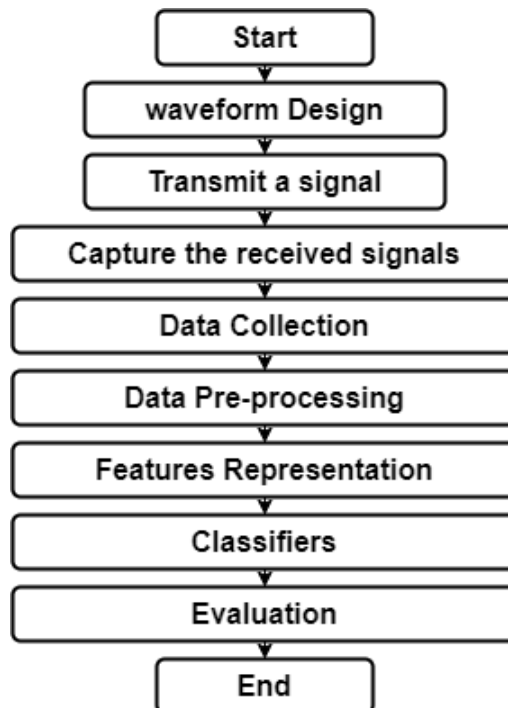 Start
waveform Design
Transmit a signal
Capture the received signals
Data Collection
Data Pre-processing
Features Representation
Classifiers
Evaluation
End